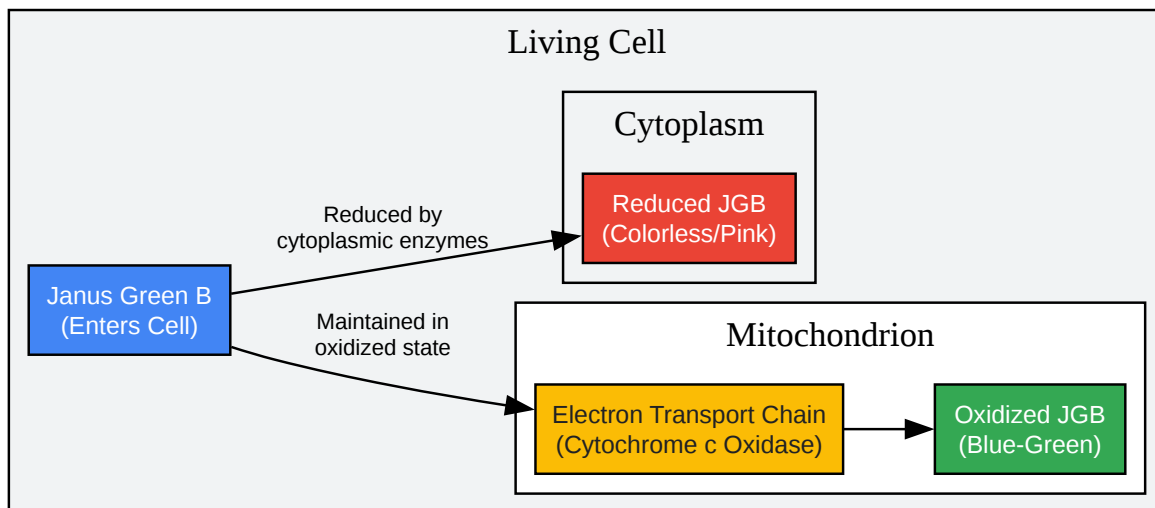 Living Cell
Cytoplasm
Reduced JGB
(Colorless/Pink)
Reduced by
cytoplasmic enzymes
Janus Green B
(Enters Cell)
Maintained in
oxidized state
Mitochondrion
Electron Transport Chain
(Cytochrome c Oxidase)
Oxidized JGB
(Blue-Green)